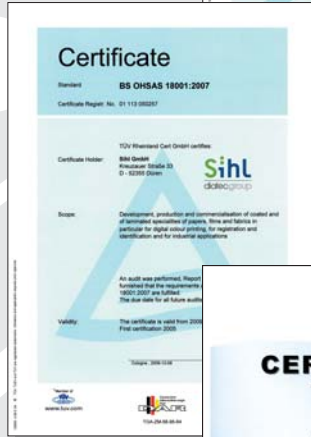 Certificate
Standard BS OHSAS 18001:2007
Certificate Registr. No. 01 113 060257
TÜV Rheinland Cert GmbH certifies:
Certificate Holder: Sihl GmbH
Kreuzauer Straße 33
D - 52355 Düren
Sihl
diatecgroup
Scope: Development, production and commercialisation of coated and
of laminated specialities of papers, films and fabrics in
particular for digital colour printing, for registration and
identification and for industrial applications
An audit was performed, Report
furnished that the requirements
18001:2007 are fulfilled
The due date for all future audits
Validity: The certificate is valid from 2009
First certification 2005
Cologne,
www.tuv.com
CER